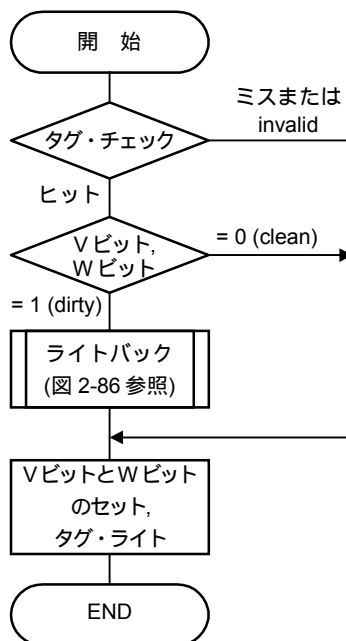 開 始
タグ・チェック
ミスまたは
invalid
ヒット
Vビット,
Wビット
= 0 (clean)
= 1 (dirty)
ライトバック
(図 2-86 参照)
VビットとWビット
のセット,
タグ・ライト
END